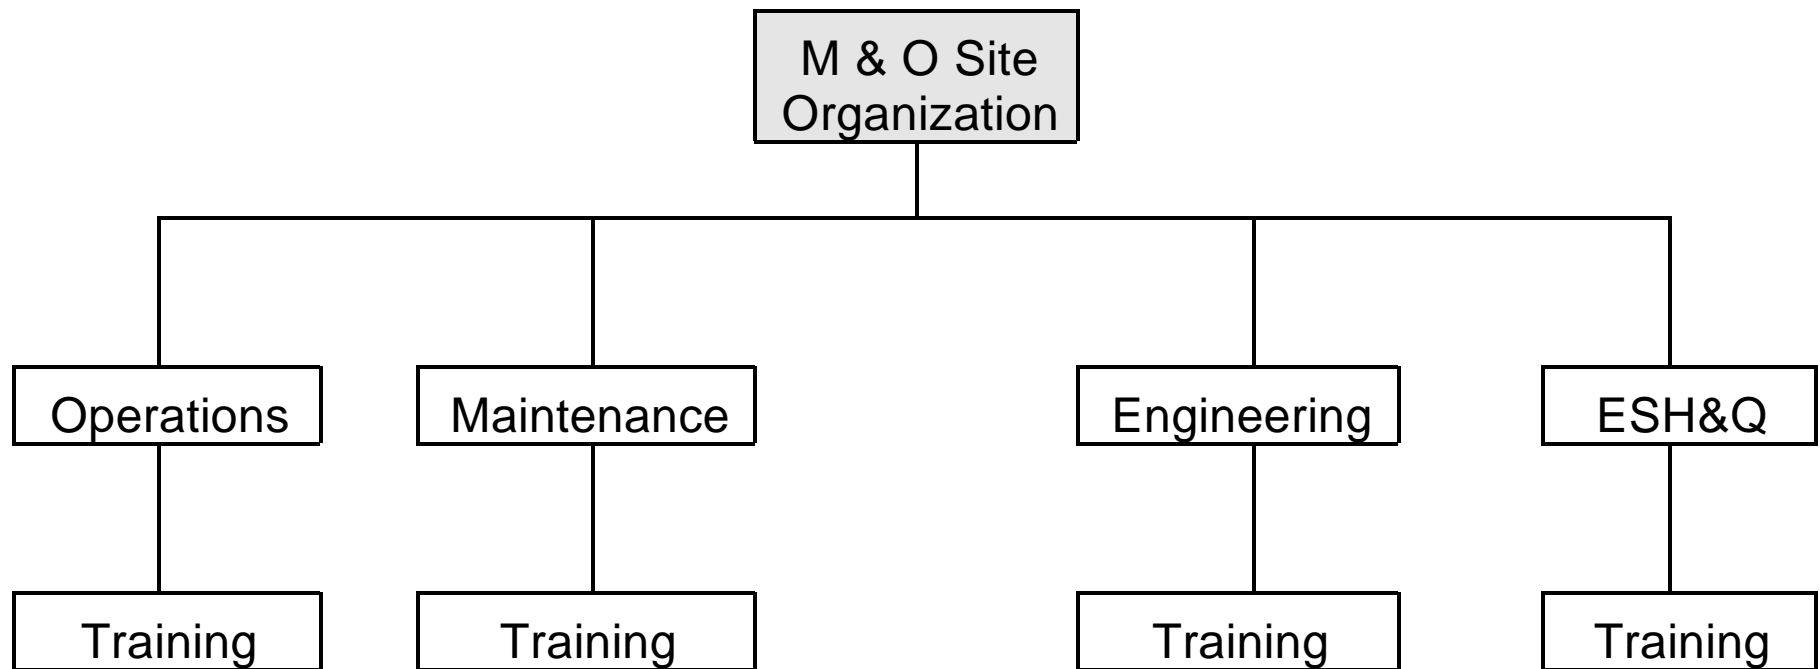 M & O Site
Organization
Operations
Maintenance
Engineering
ESH&Q
Training
Training
Training
Training